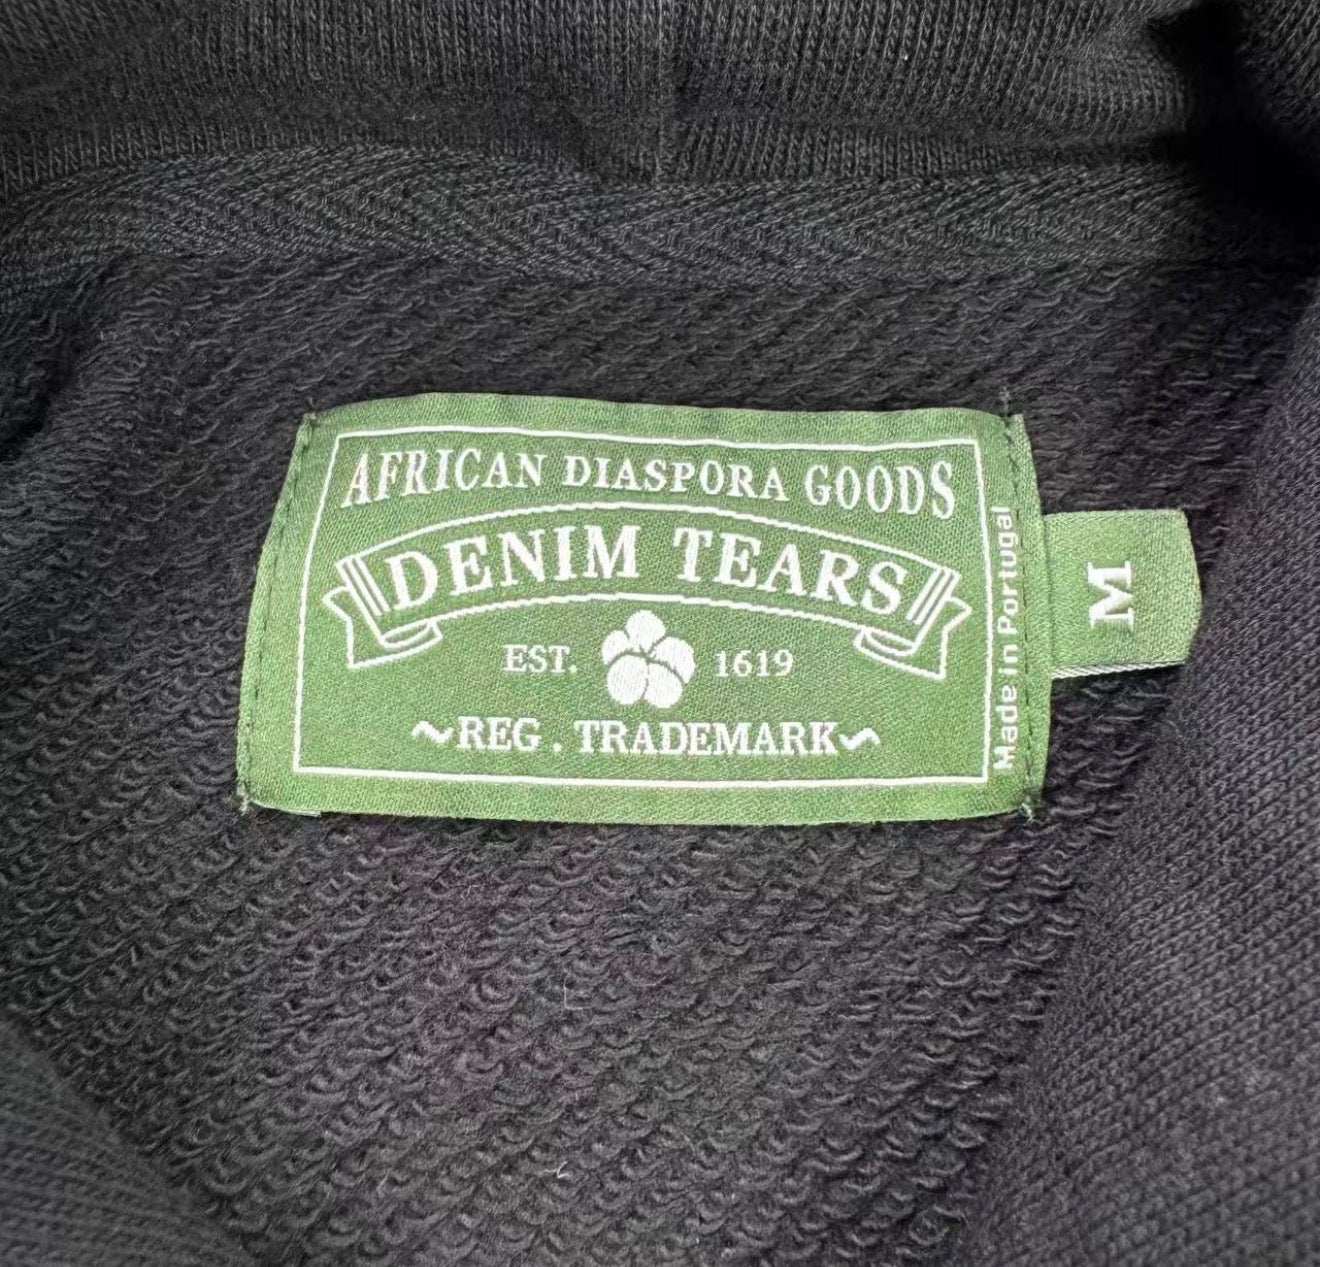 AFRICAN DIASPORA GOODS
DENIM TEARS
EST. 1619
~REG. TRADEMARK~
Made in Portugal
M